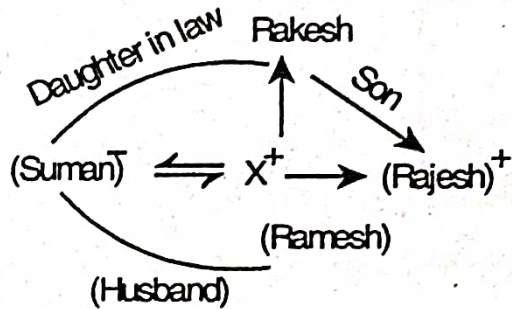 Daughter in law
Rakesh
Son
(Suman)⁻
X⁺
(Rajesh)⁺
(Ramesh)
(Husband)